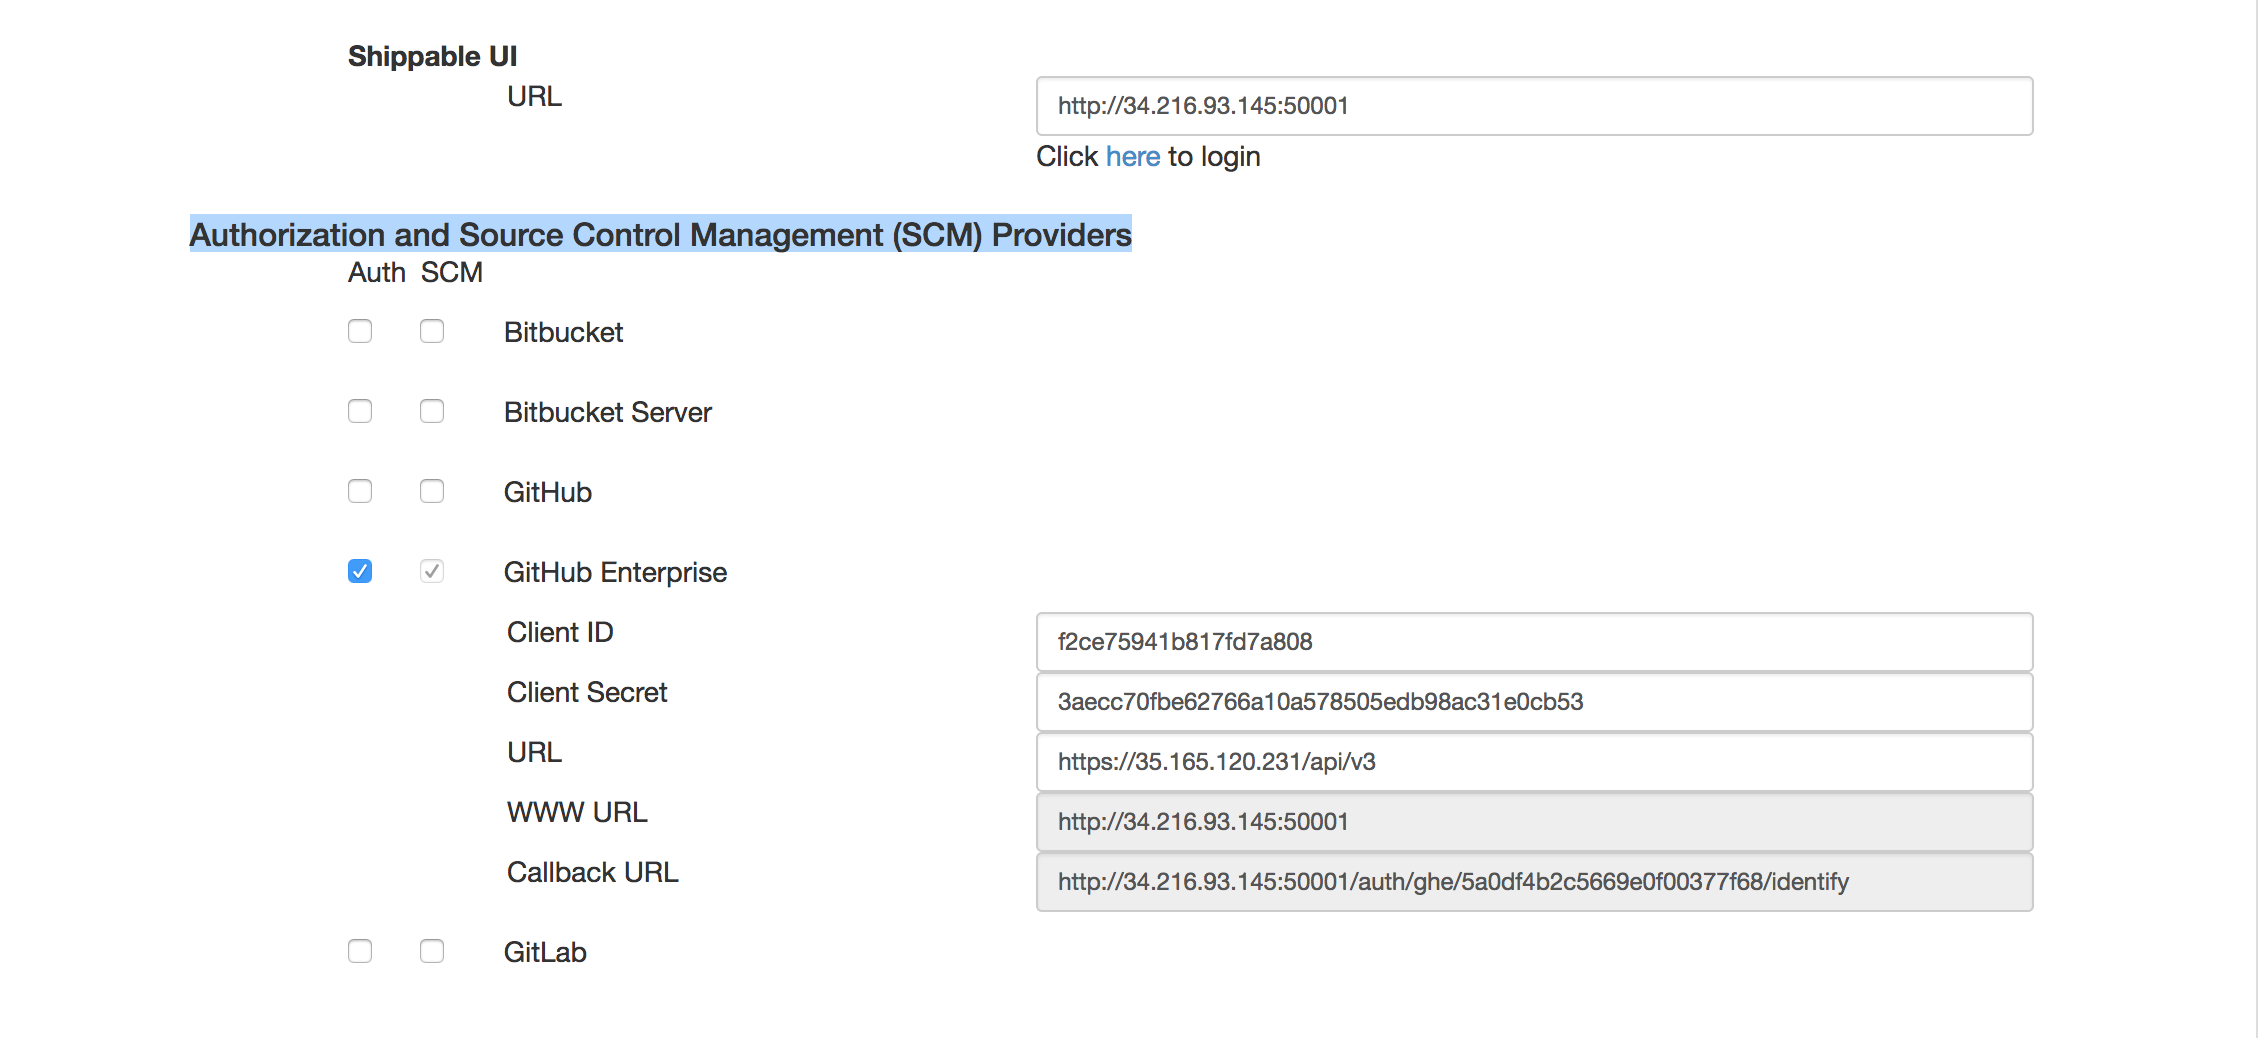 Shippable UI
URL http://34.216.93.145:50001
Click here to login
Authorization and Source Control Management (SCM) Providers
Auth SCM
Bitbucket
Bitbucket Server
GitHub
GitHub Enterprise
Client ID f2ce75941b817fd7a808
Client Secret 3aecc70fbe62766a10a578505edb98ac31e0cb53
URL https://35.165.120.231/api/v3
WWW URL http://34.216.93.145:50001
Callback URL http://34.216.93.145:50001/auth/ghe/5a0df4b2c5669e0f00377f68/identify
GitLab